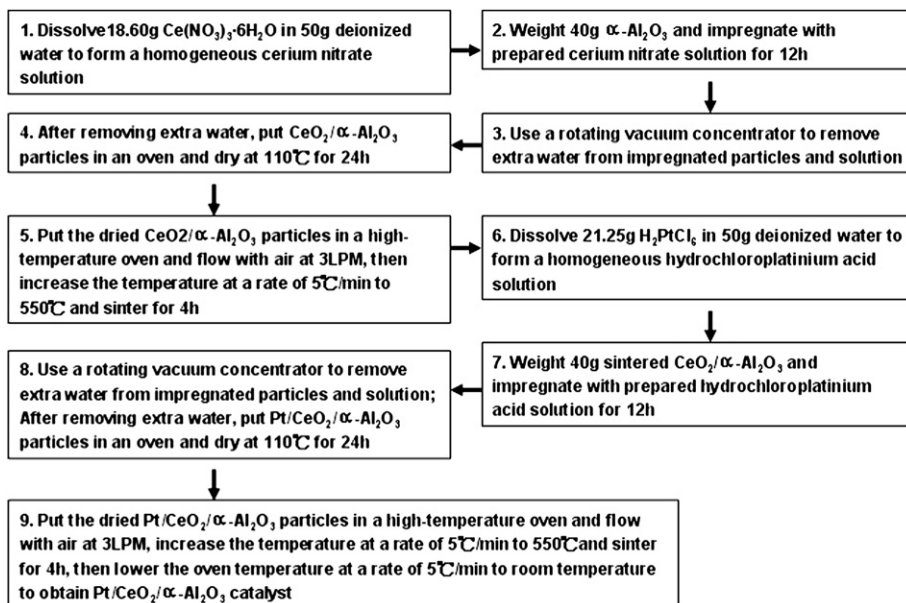 1. Dissolve18.60g Ce(NO₃)₃·6H₂O in 50g deionized
water to form a homogeneous cerium nitrate
solution
2. Weight 40g α-Al₂O₃ and impregnate with
prepared cerium nitrate solution for 12h
3. Use a rotating vacuum concentrator to remove
extra water from impregnated particles and solution
4. After removing extra water, put CeO₂/α-Al₂O₃
particles in an oven and dry at 110℃ for 24h
5. Put the dried CeO2/α-Al₂O₃ particles in a high-
temperature oven and flow with air at 3LPM, then
increase the temperature at a rate of 5℃/min to
550℃ and sinter for 4h
6. Dissolve 21.25g H₂PtCl₆ in 50g deionized water to
form a homogeneous hydrochloroplatinium acid
solution
7. Weight 40g sintered CeO₂/α-Al₂O₃ and
impregnate with prepared hydrochloroplatinium
acid solution for 12h
8. Use a rotating vacuum concentrator to remove
extra water from impregnated particles and solution;
After removing extra water, put Pt/CeO₂/α-Al₂O₃
particles in an oven and dry at 110℃ for 24h
9. Put the dried Pt/CeO₂/α-Al₂O₃ particles in a high-temperature oven and flow
with air at 3LPM, increase the temperature at a rate of 5℃/min to 550℃and sinter
for 4h, then lower the oven temperature at a rate of 5℃/min to room temperature
to obtain Pt/CeO₂/α-Al₂O₃ catalyst